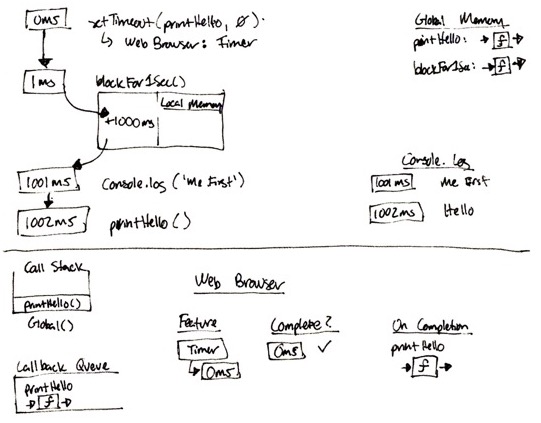 0ms
setTimeout(printHello, 0).
↳ Web Browser: Timer
1ms
blockFor1Sec()
Local Memory
+1000ms
1001ms
Console.log('Me First')
1002ms
printHello()
Global Memory
printHello: → f →
blockFor1Sec: → f →
Console.log
1001ms Me First
1002ms Hello
Call Stack
printHello()
Global()
Callback Queue
printHello
→ f →
Web Browser
Feature
Timer
↳ 0ms
Complete?
0ms ✓
On Completion
printHello
→ f →